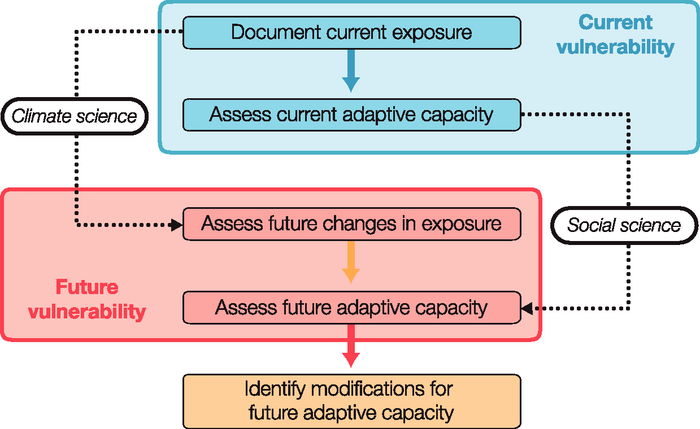 Document current exposure
Current
vulnerability
Assess current adaptive capacity
Climate science
Assess future changes in exposure
Social science
Future
vulnerability
Assess future adaptive capacity
Identify modifications for
future adaptive capacity